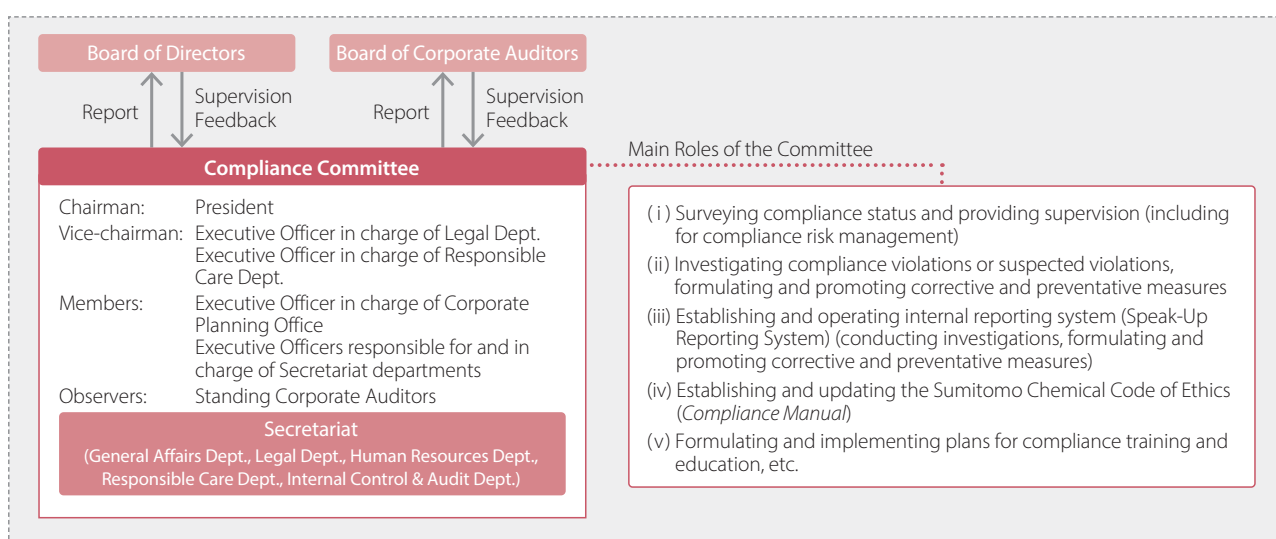 Board of Directors
Board of Corporate Auditors
Report
Supervision
Feedback
Report
Supervision
Feedback
Compliance Committee
Chairman: President
Vice-chairman: Executive Officer in charge of Legal Dept.
Executive Officer in charge of Responsible
Care Dept.
Members: Executive Officer in charge of Corporate
Planning Office
Executive Officers responsible for and in
charge of Secretariat departments
Observers: Standing Corporate Auditors
Secretariat
(General Affairs Dept., Legal Dept., Human Resources Dept.,
Responsible Care Dept., Internal Control & Audit Dept.)
Main Roles of the Committee
(i) Surveying compliance status and providing supervision (including
for compliance risk management)
(ii) Investigating compliance violations or suspected violations,
formulating and promoting corrective and preventative measures
(iii) Establishing and operating internal reporting system (Speak-Up
Reporting System) (conducting investigations, formulating and
promoting corrective and preventative measures)
(iv) Establishing and updating the Sumitomo Chemical Code of Ethics
(Compliance Manual)
(v) Formulating and implementing plans for compliance training and
education, etc.